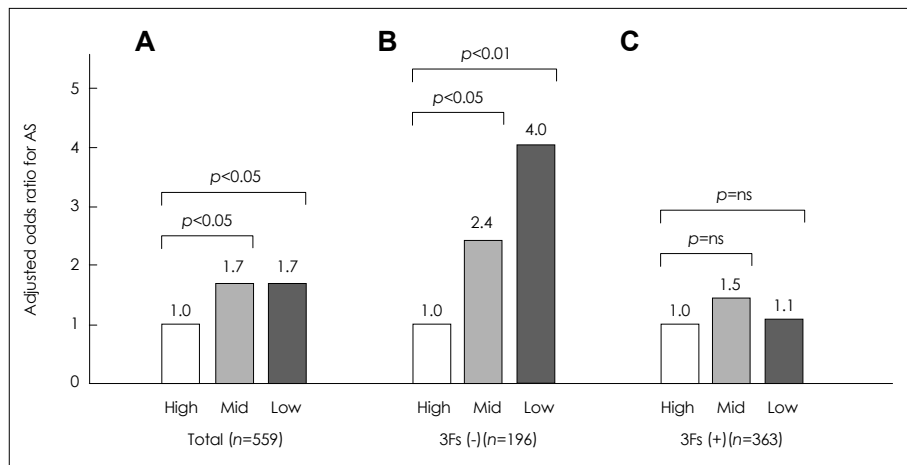 A
B
C
Adjusted odds ratio for AS
5
4
3
2
1
0
p<0.05
p<0.05
1.0
1.7
1.7
High
Mid
Low
Total (n=559)
p<0.01
p<0.05
1.0
2.4
4.0
High
Mid
Low
3Fs (-)(n=196)
p=ns
p=ns
1.0
1.5
1.1
High
Mid
Low
3Fs (+)(n=363)